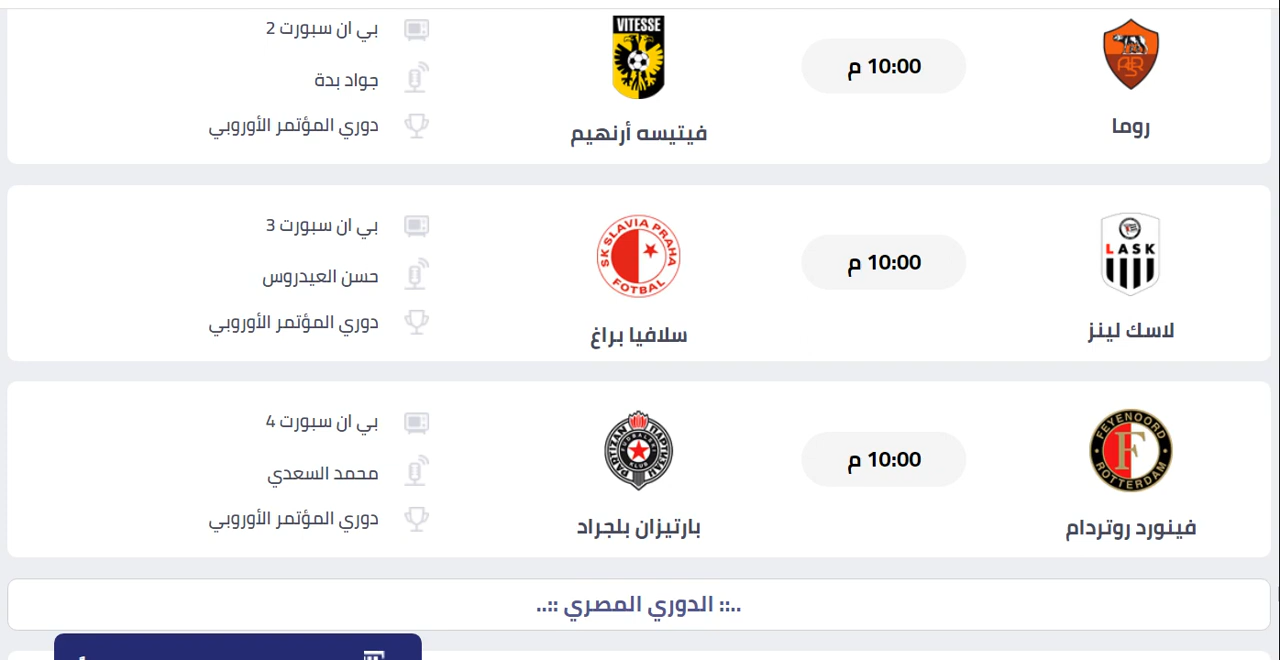 روما
10:00 م
VITESSE
فيتيسه أرنهيم
بي ان سبورت 2
جواد بدة
دوري المؤتمر الأوروبي
LASK
لاسك لينز
10:00 م
SK SLAVIA PRAHA
FOTBAL
سلافيا براغ
بي ان سبورت 3
حسن العيدروس
دوري المؤتمر الأوروبي
FEYENOORD
ROTTERDAM
فينورد روتردام
10:00 م
PARTIZAN ПАРТИЗАН
بارتيزان بلجراد
بي ان سبورت 4
محمد السعدي
دوري المؤتمر الأوروبي
..:: الدوري المصري ::..